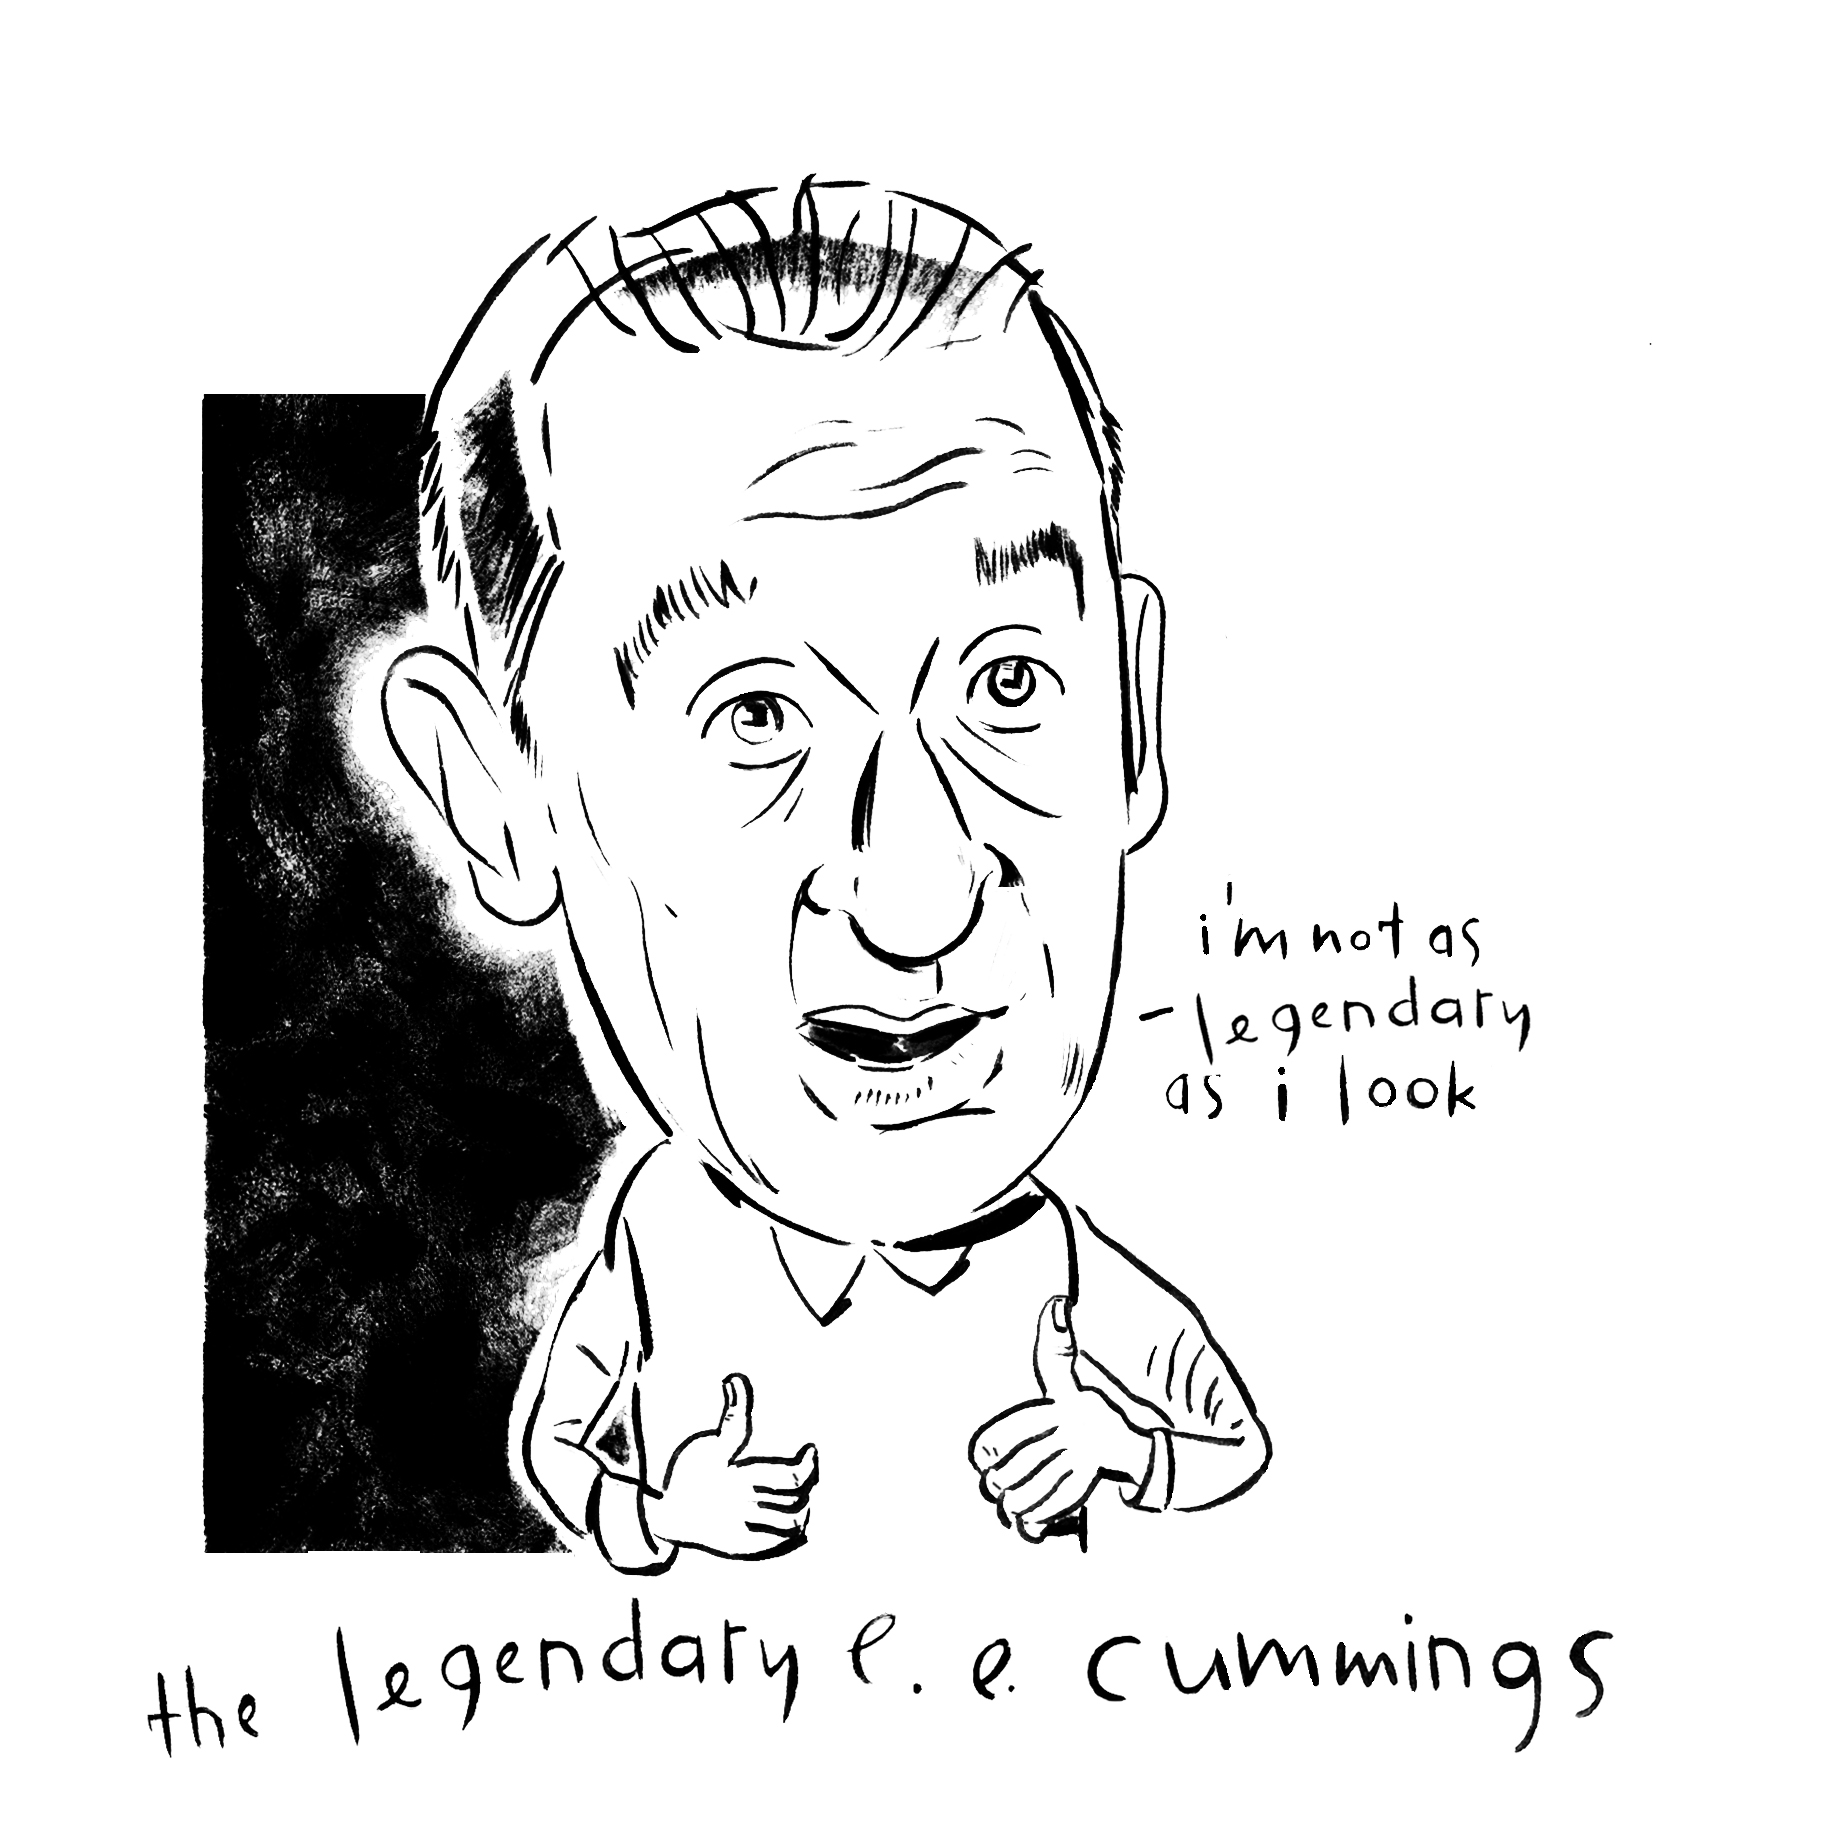 i'm not as
- legendary
as i look
the legendary e. e. cummings